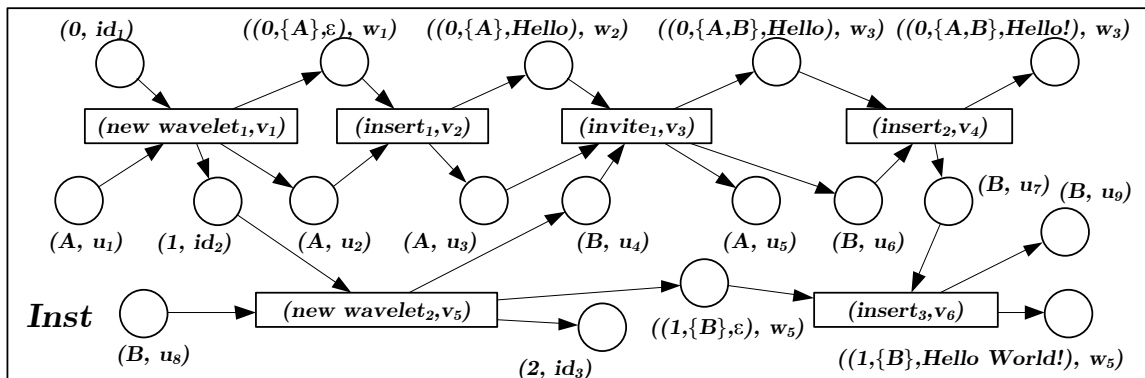 (0, id₁) ((0,{A},ε), w₁) ((0,{A},Hello), w₂) ((0,{A,B},Hello), w₃) ((0,{A,B},Hello!), w₃)
(new wavelet₁,v₁) (insert₁,v₂) (invite₁,v₃) (insert₂,v₄)
(B, u₇) (B, u₉)
(A, u₁) (1, id₂) (A, u₂) (A, u₃) (B, u₄) (A, u₅) (B, u₆)
Inst (new wavelet₂,v₅) (insert₃,v₆)
((1,{B},ε), w₅)
(B, u₈) (2, id₃) ((1,{B},Hello World!), w₅)